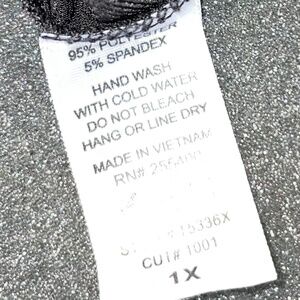 95% POLYESTER
5% SPANDEX
HAND WASH
WITH COLD WATER
DO NOT BLEACH
HANG OR LINE DRY
MADE IN VIETNAM
RN#
CUT# 1001
1X